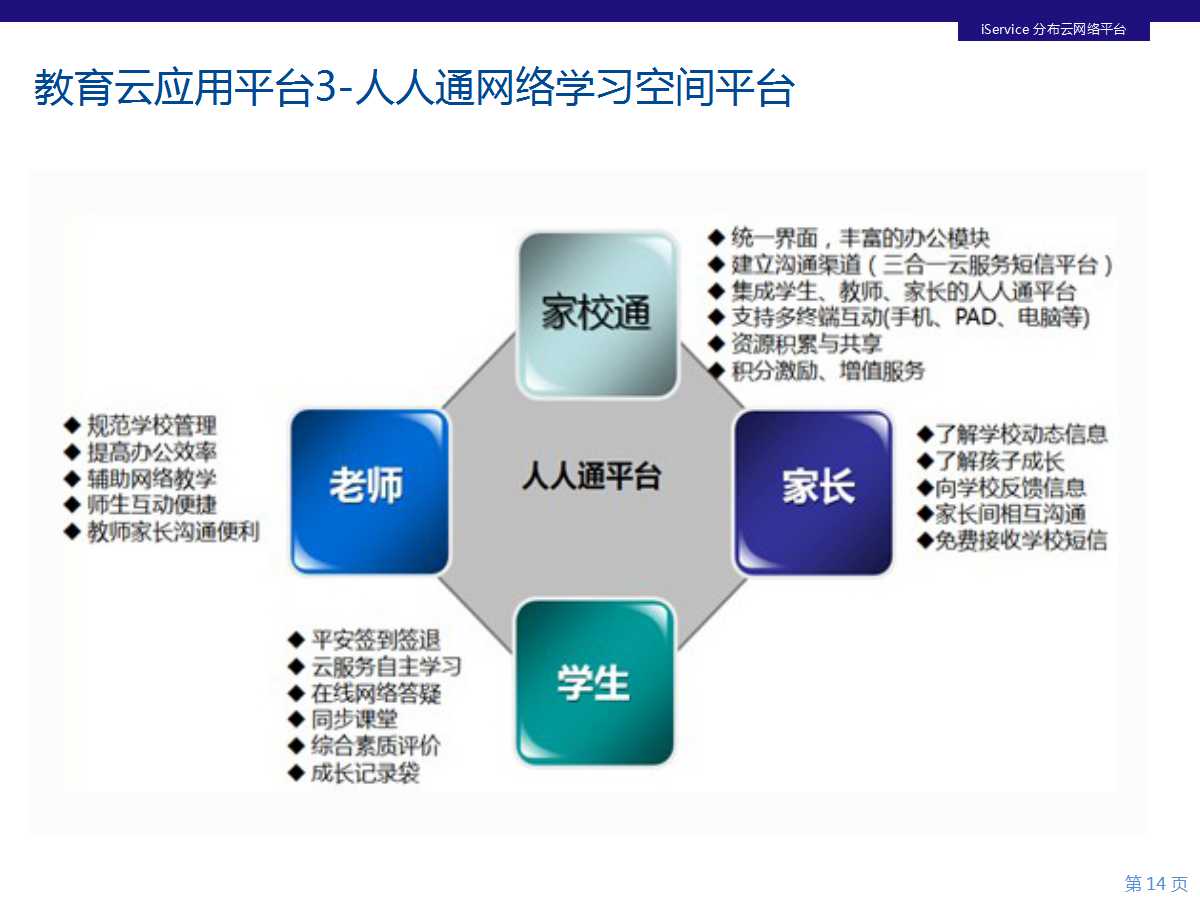 iService 分布云网络平台
教育云应用平台3-人人通网络学习空间平台
家校通
◆ 统一界面，丰富的办公模块
◆ 建立沟通渠道（三合一云服务短信平台）
◆ 集成学生、教师、家长的人人通平台
◆ 支持多终端互动(手机、PAD、电脑等)
◆ 资源积累与共享
◆ 积分激励、增值服务
◆ 规范学校管理
◆ 提高办公效率
◆ 辅助网络教学
◆ 师生互动便捷
◆ 教师家长沟通便利
老师
人人通平台
家长
◆了解学校动态信息
◆了解孩子成长
◆向学校反馈信息
◆家长间相互沟通
◆免费接收学校短信
◆ 平安签到签退
◆ 云服务自主学习
◆ 在线网络答疑
◆ 同步课堂
◆ 综合素质评价
◆ 成长记录袋
学生
第 14 页